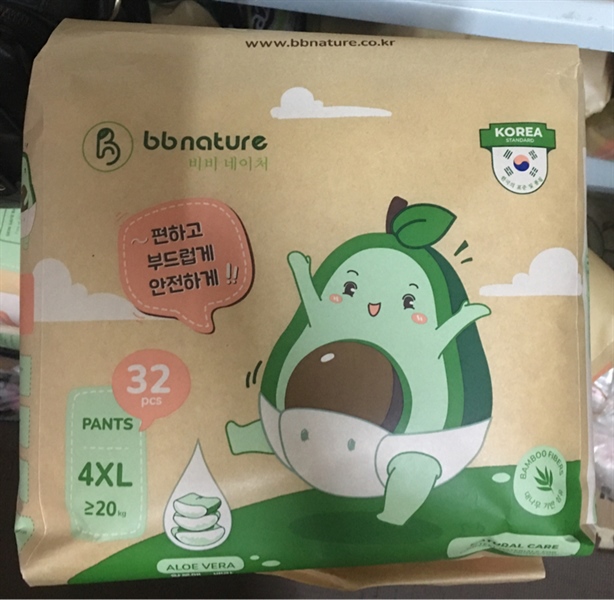 www.bbnature.co.kr
bbnature
비비 네이처
KOREA
STANDARD
~ 편하고
부드럽게
안전하게 !!
32
pcs
PANTS
4XL
≥20kg
BAMBOO FIBERS
ALOE VERA
CARE